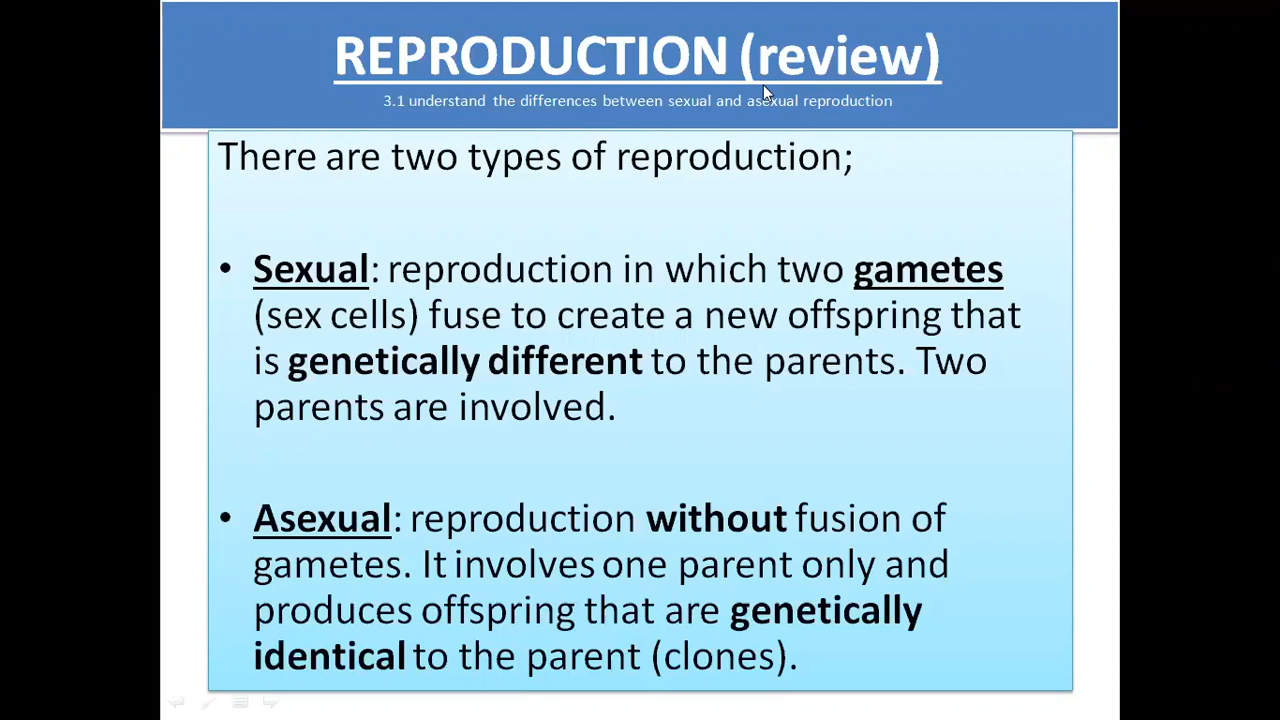 REPRODUCTION (review)
3.1 understand the differences between sexual and asexual reproduction
There are two types of reproduction;
• Sexual: reproduction in which two gametes
(sex cells) fuse to create a new offspring that
is genetically different to the parents. Two
parents are involved.
• Asexual: reproduction without fusion of
gametes. It involves one parent only and
produces offspring that are genetically
identical to the parent (clones).